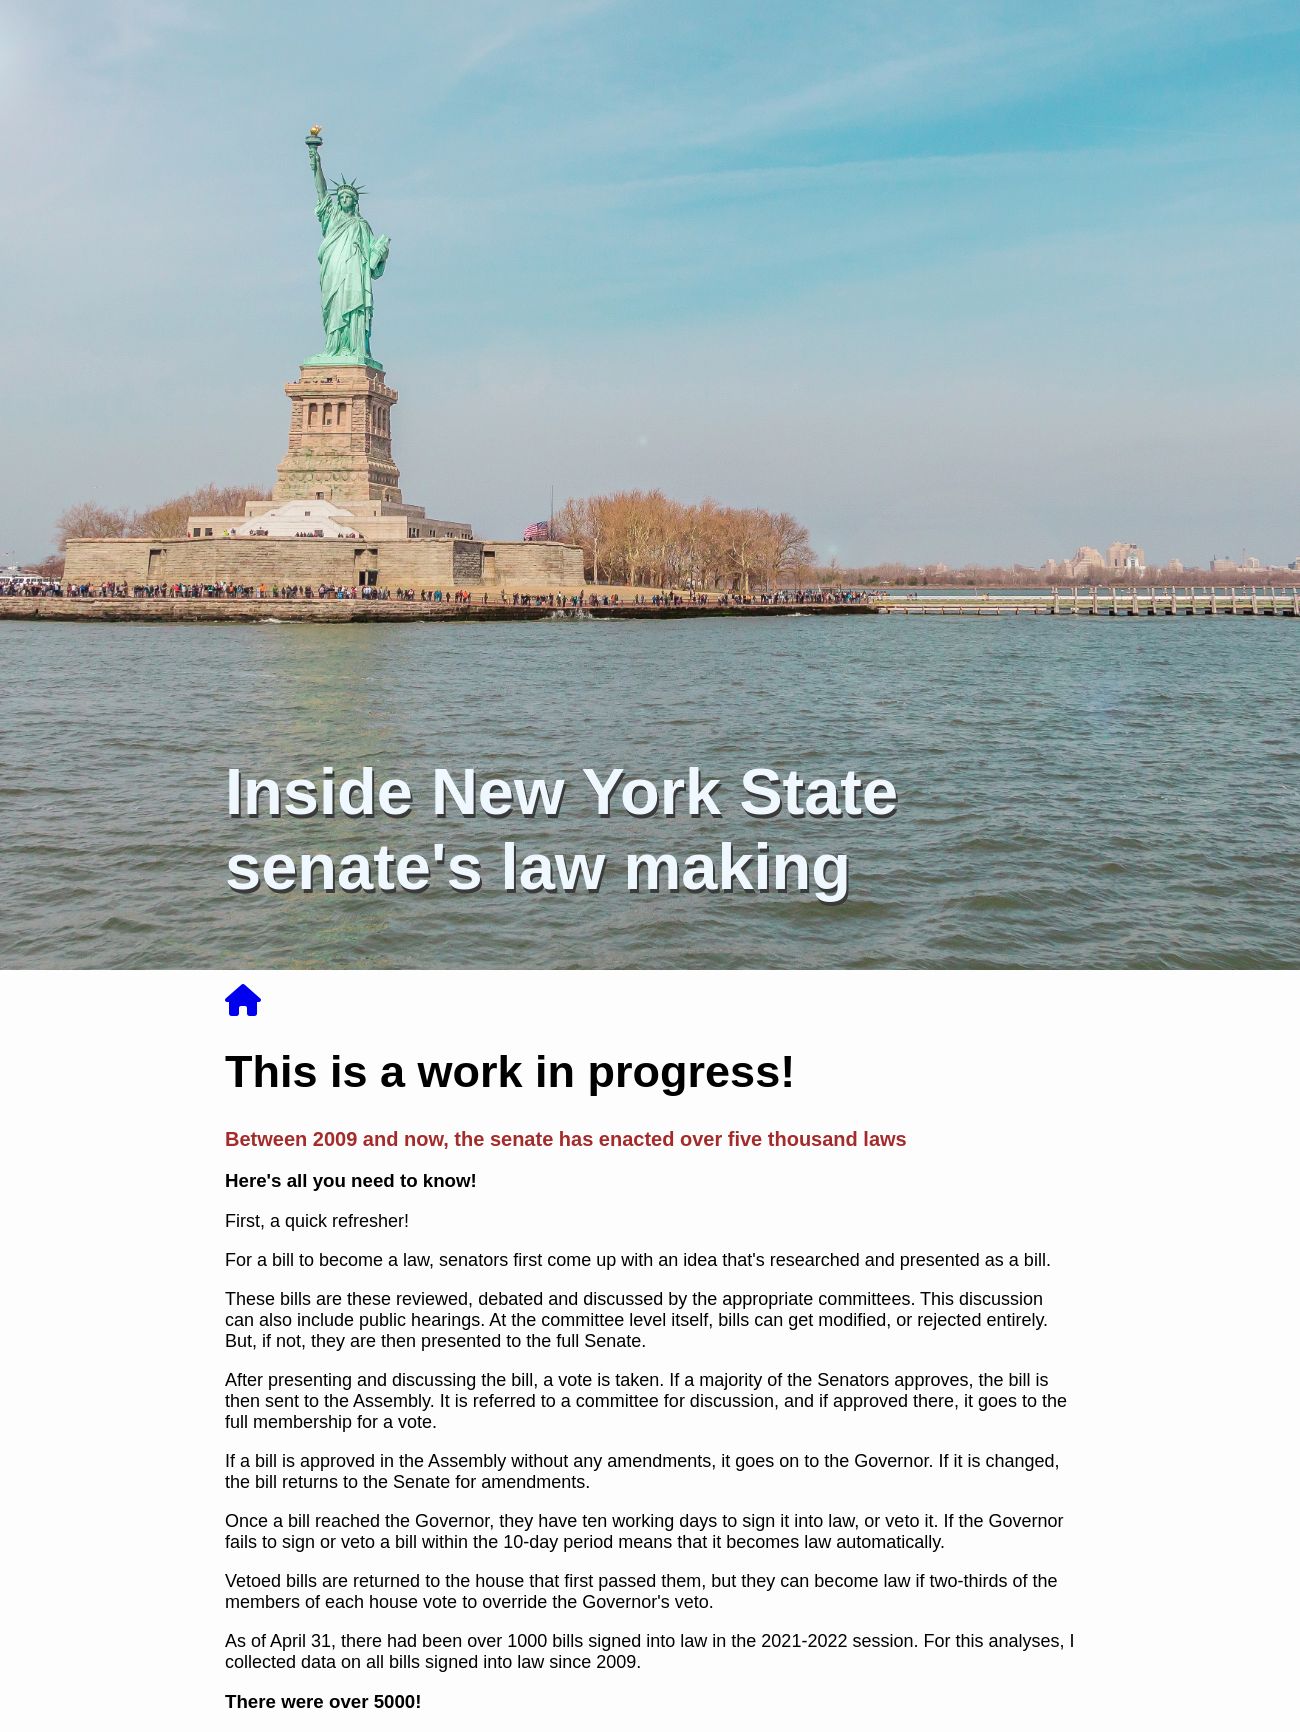 Inside New York State
senate's law making
This is a work in progress!
Between 2009 and now, the senate has enacted over five thousand laws
Here's all you need to know!
First, a quick refresher!
For a bill to become a law, senators first come up with an idea that's researched and presented as a bill.
These bills are these reviewed, debated and discussed by the appropriate committees. This discussion
can also include public hearings. At the committee level itself, bills can get modified, or rejected entirely.
But, if not, they are then presented to the full Senate.
After presenting and discussing the bill, a vote is taken. If a majority of the Senators approves, the bill is
then sent to the Assembly. It is referred to a committee for discussion, and if approved there, it goes to the
full membership for a vote.
If a bill is approved in the Assembly without any amendments, it goes on to the Governor. If it is changed,
the bill returns to the Senate for amendments.
Once a bill reached the Governor, they have ten working days to sign it into law, or veto it. If the Governor
fails to sign or veto a bill within the 10-day period means that it becomes law automatically.
Vetoed bills are returned to the house that first passed them, but they can become law if two-thirds of the
members of each house vote to override the Governor's veto.
As of April 31, there had been over 1000 bills signed into law in the 2021-2022 session. For this analyses, I
collected data on all bills signed into law since 2009.
There were over 5000!